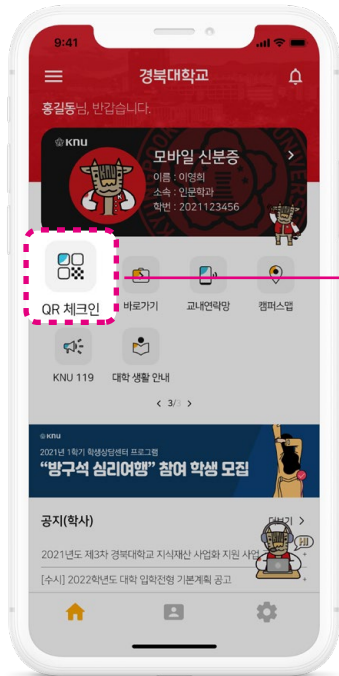 9:41
경북대학교
홍길동님, 반갑습니다.
KNU
모바일 신분증
이름 : 이영희
소속 : 인문학과
학번 : 2021123456
QR 체크인
바로가기
교내연락망
캠퍼스맵
KNU 119
대학 생활 안내
< 3/ >
KNU
2021년 1학기 학생상담센터 프로그램
“방구석 심리여행” 참여 학생 모집
공지(학사)
더보기 >
HI
2021년도 제3차 경북대학교 지식재산 사업화 지원 사업
[수시] 2022학년도 대학 입학전형 기본계획 공고